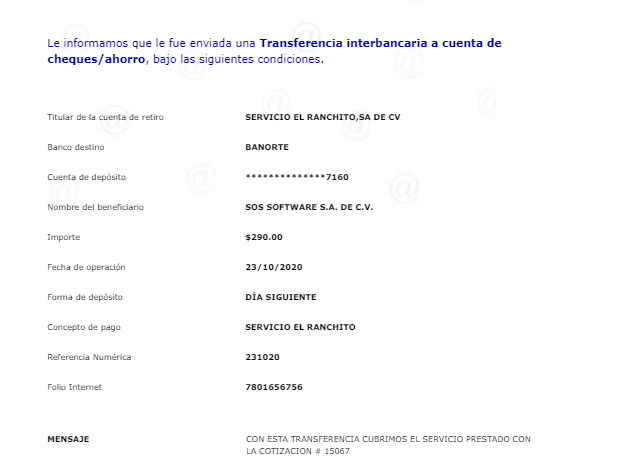 Le informamos que le fue enviada una Transferencia interbancaria a cuenta de
cheques/ahorro, bajo las siguientes condiciones.
Titular de la cuenta de retiro SERVICIO EL RANCHITO,SA DE CV
Banco destino BANORTE
Cuenta de depósito **************7160
Nombre del beneficiario SOS SOFTWARE S.A. DE C.V.
Importe $290.00
Fecha de operación 23/10/2020
Forma de depósito DÍA SIGUIENTE
Concepto de pago SERVICIO EL RANCHITO
Referencia Numérica 231020
Folio Internet 7801656756
MENSAJE CON ESTA TRANSFERENCIA CUBRIMOS EL SERVICIO PRESTADO CON
LA COTIZACION # 15067